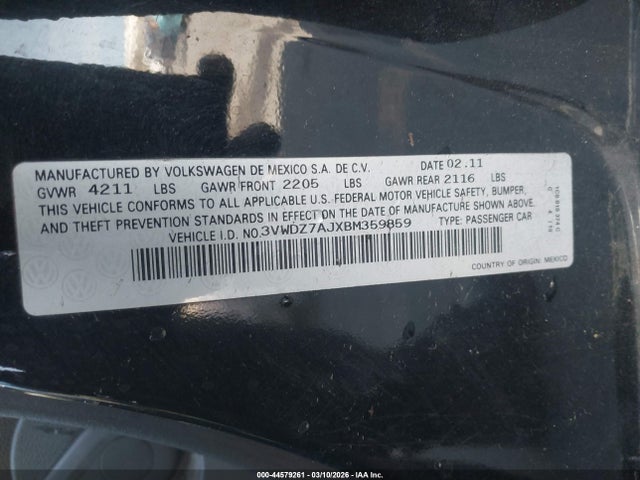 MANUFACTURED BY VOLKSWAGEN DE MEXICO S.A. DE C.V. DATE 02.11
GVWR 4211 LBS GAWR FRONT 2205 LBS GAWR REAR 2116 LBS
THIS VEHICLE CONFORMS TO ALL APPLICABLE U.S. FEDERAL MOTOR VEHICLE SAFETY, BUMPER,
AND THEFT PREVENTION STANDARDS IN EFFECT ON THE DATE OF MANUFACTURE SHOWN ABOVE.
VEHICLE I.D. NO. 3VWDZ7AJXBM359859 TYPE: PASSENGER CAR
COUNTRY OF ORIGIN: MEXICO
000-44579261 - 03/10/2026 - IAA Inc.